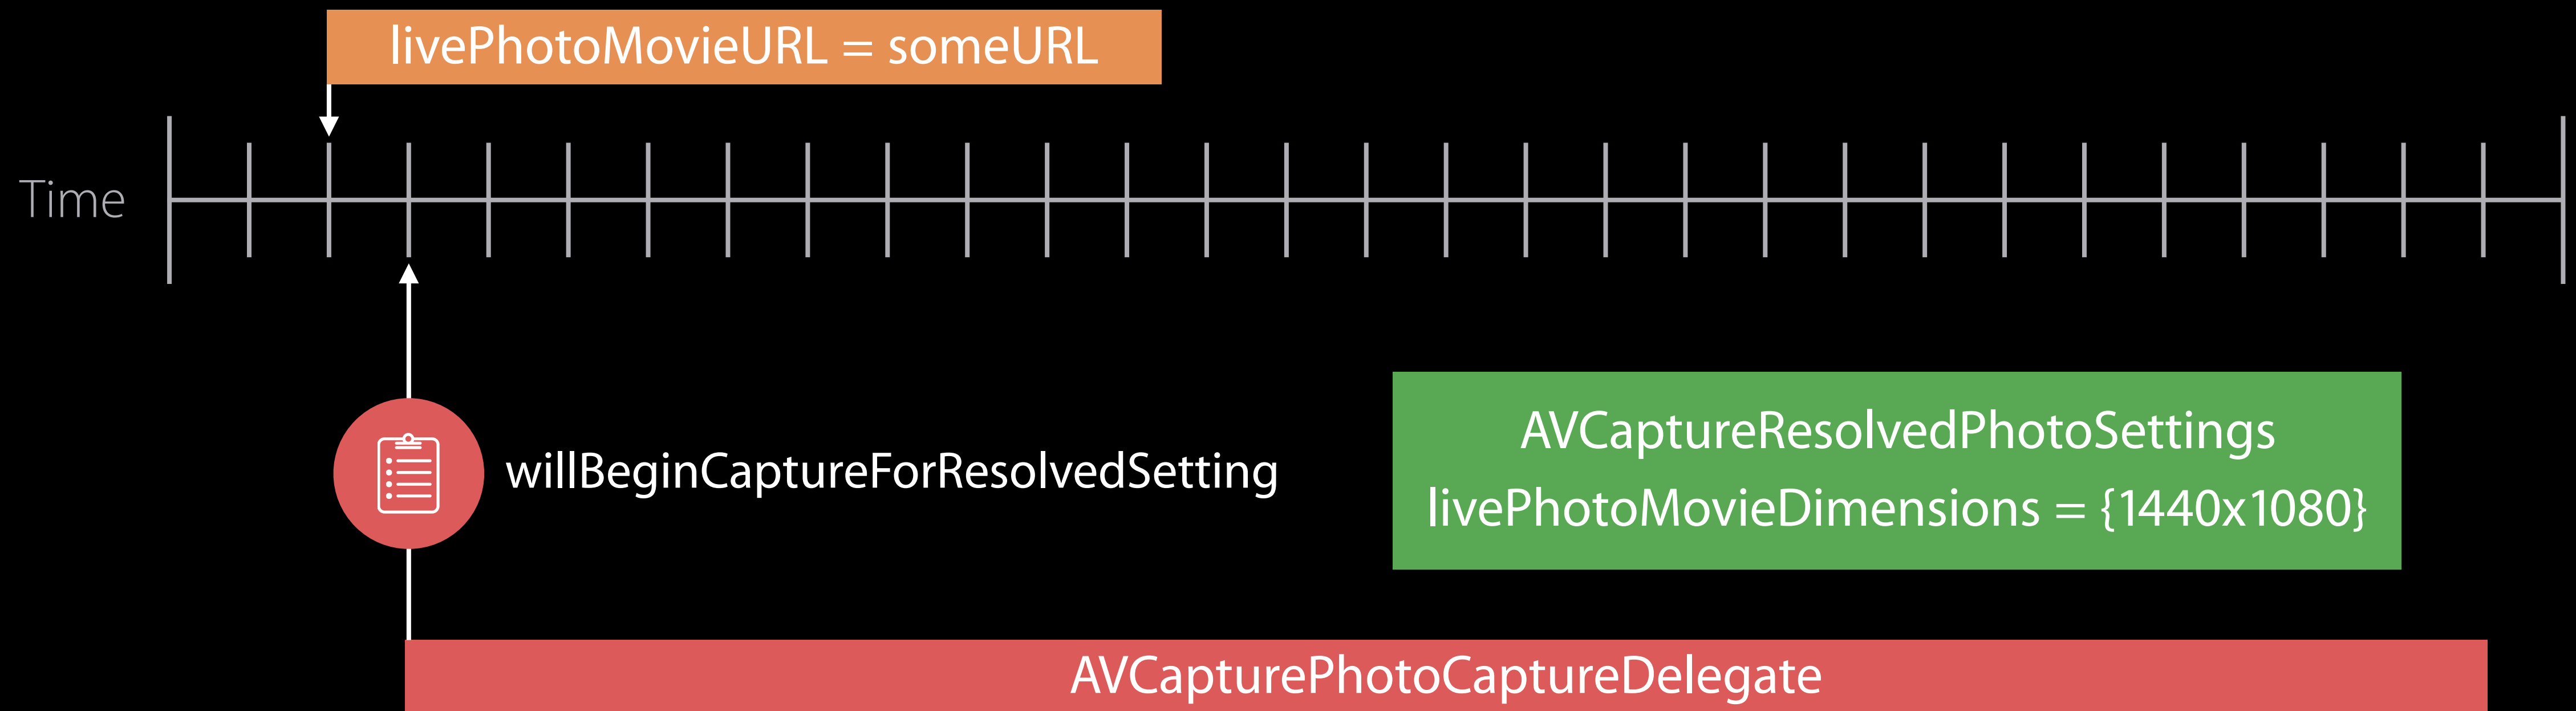 livePhotoMovieURL = someURL
Time
willBeginCaptureForResolvedSetting
AVCaptureResolvedPhotoSettings
livePhotoMovieDimensions = {1440x1080}
AVCapturePhotoCaptureDelegate